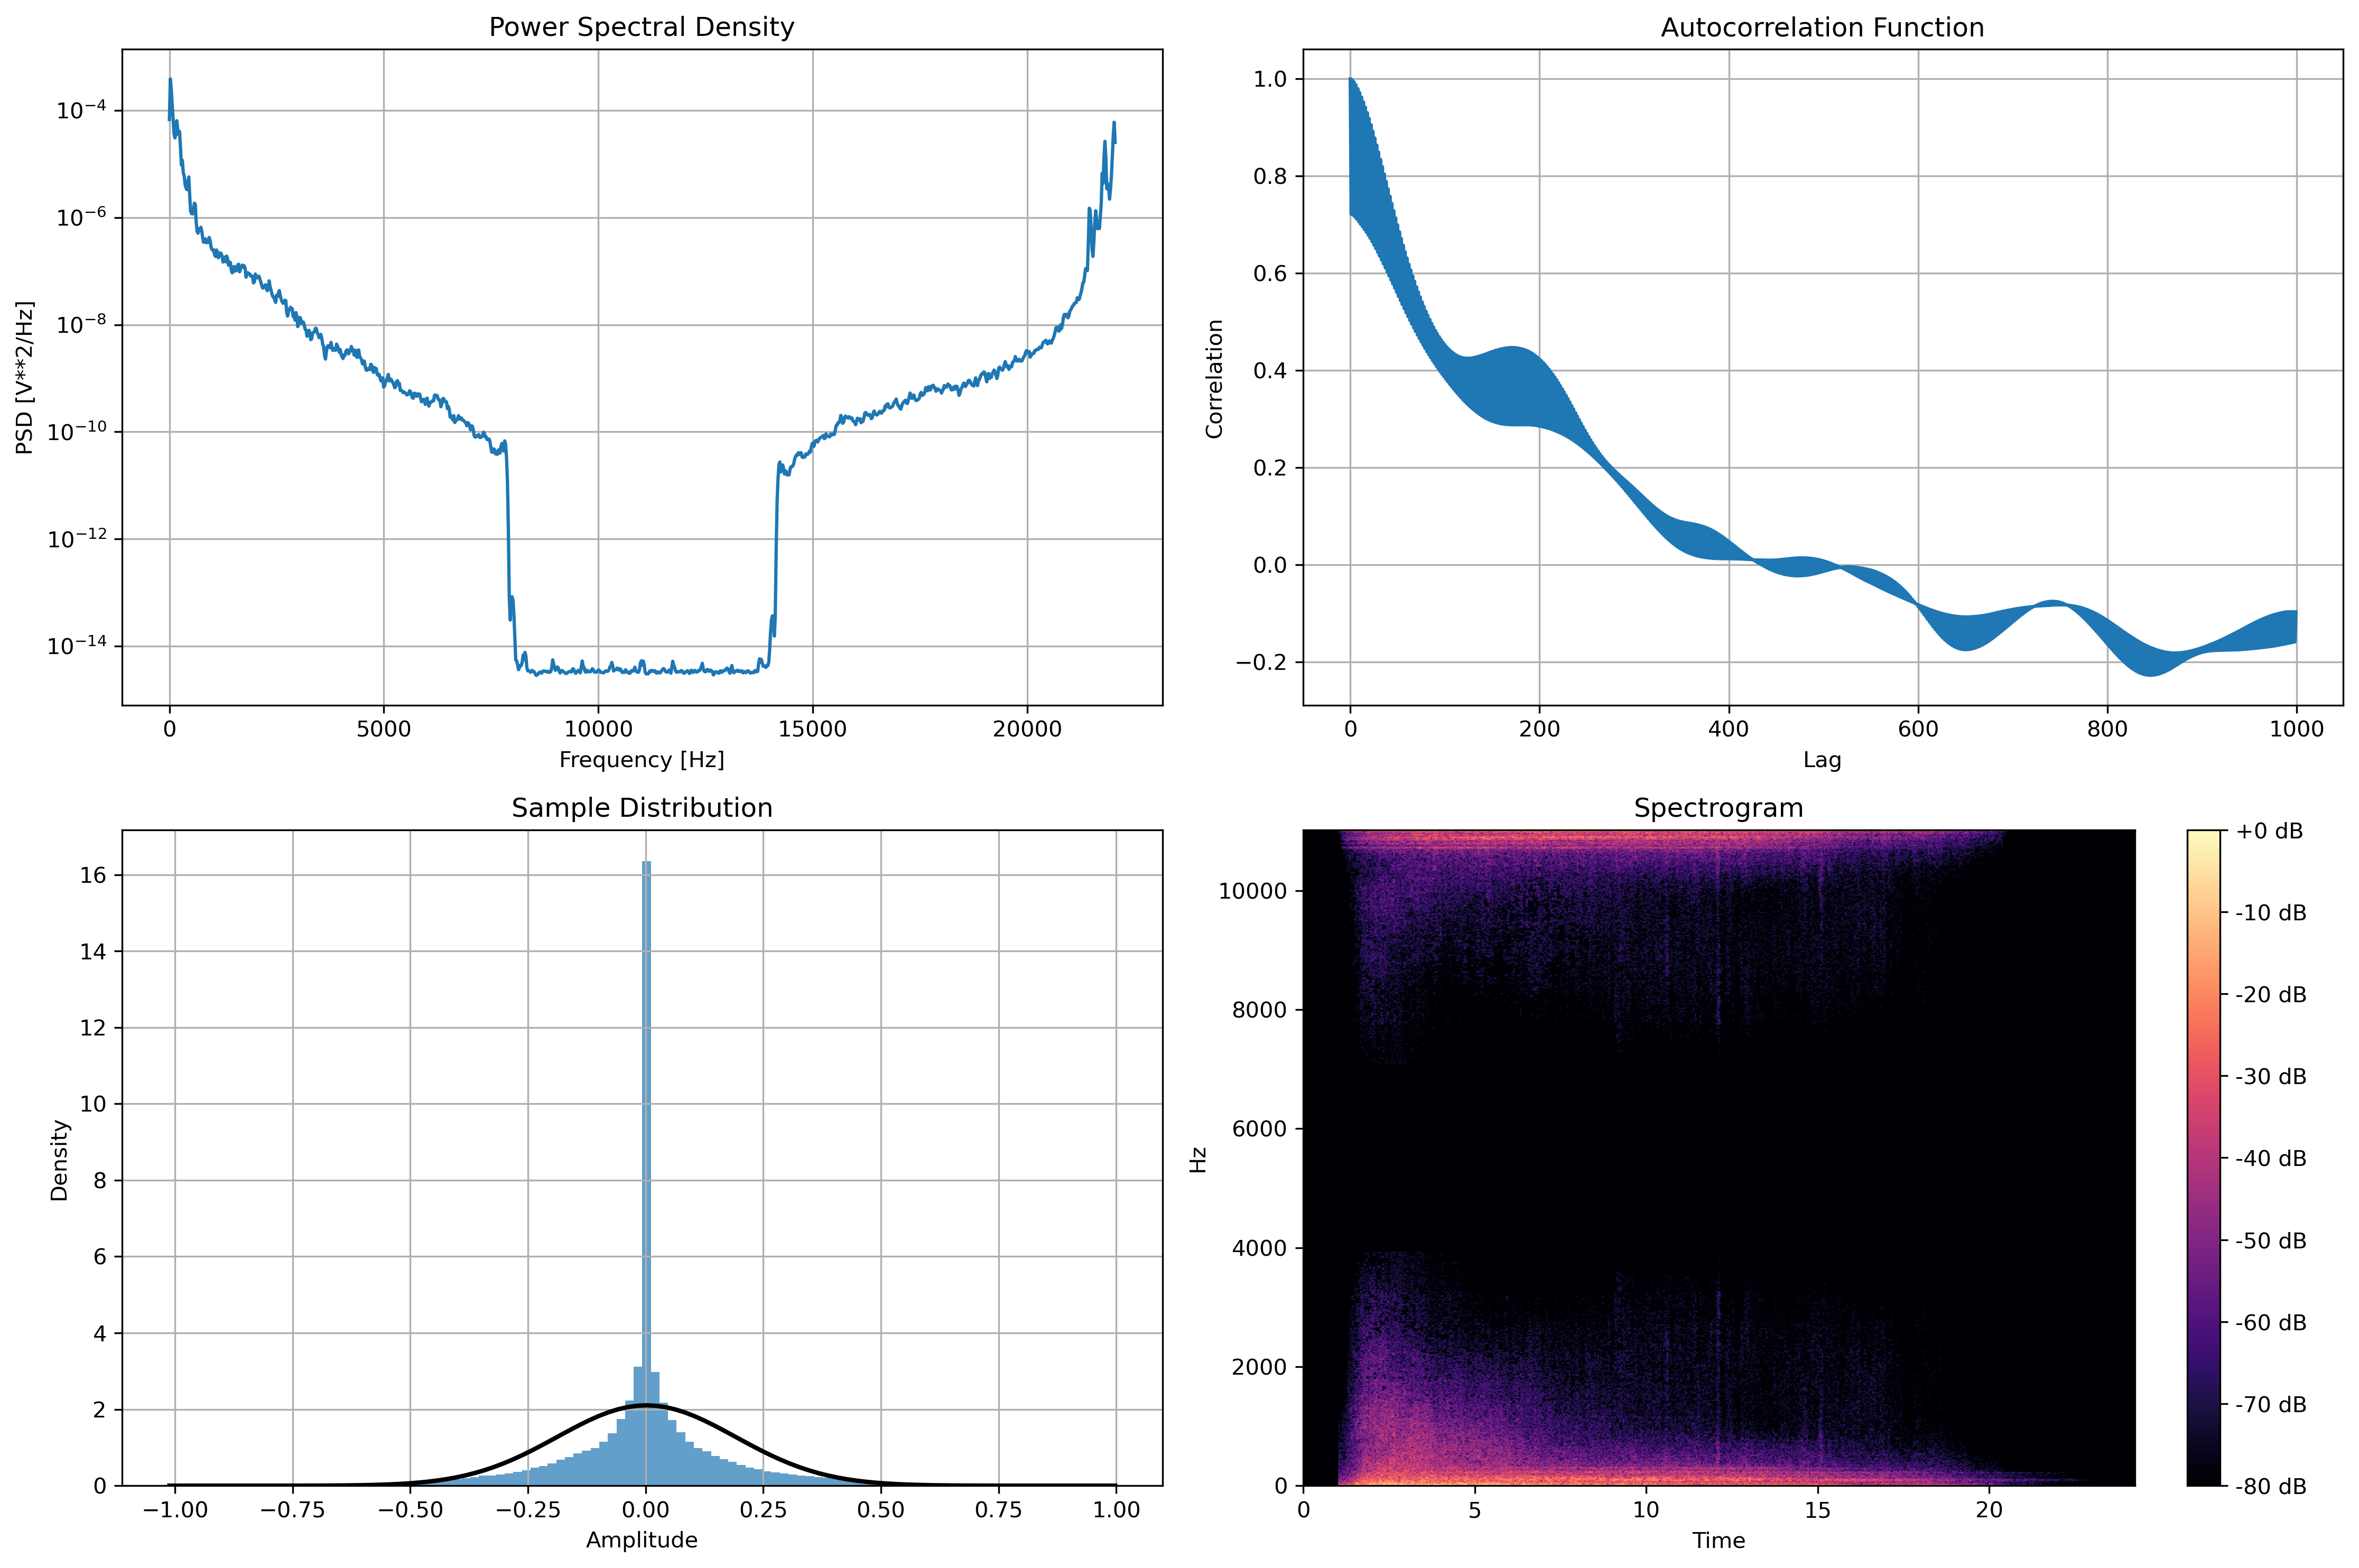 Power Spectral Density
PSD [V**2/Hz]
10⁻⁴
10⁻⁶
10⁻⁸
10⁻¹⁰
10⁻¹²
10⁻¹⁴
0 5000 10000 15000 20000
Frequency [Hz]
Autocorrelation Function
Correlation
1.0
0.8
0.6
0.4
0.2
0.0
−0.2
0 200 400 600 800 1000
Lag
Sample Distribution
Density
16
14
12
10
8
6
4
2
0
−1.00 −0.75 −0.50 −0.25 0.00 0.25 0.50 0.75 1.00
Amplitude
Spectrogram
Hz
10000
8000
6000
4000
2000
0
0 5 10 15 20
Time
+0 dB
-10 dB
-20 dB
-30 dB
-40 dB
-50 dB
-60 dB
-70 dB
-80 dB